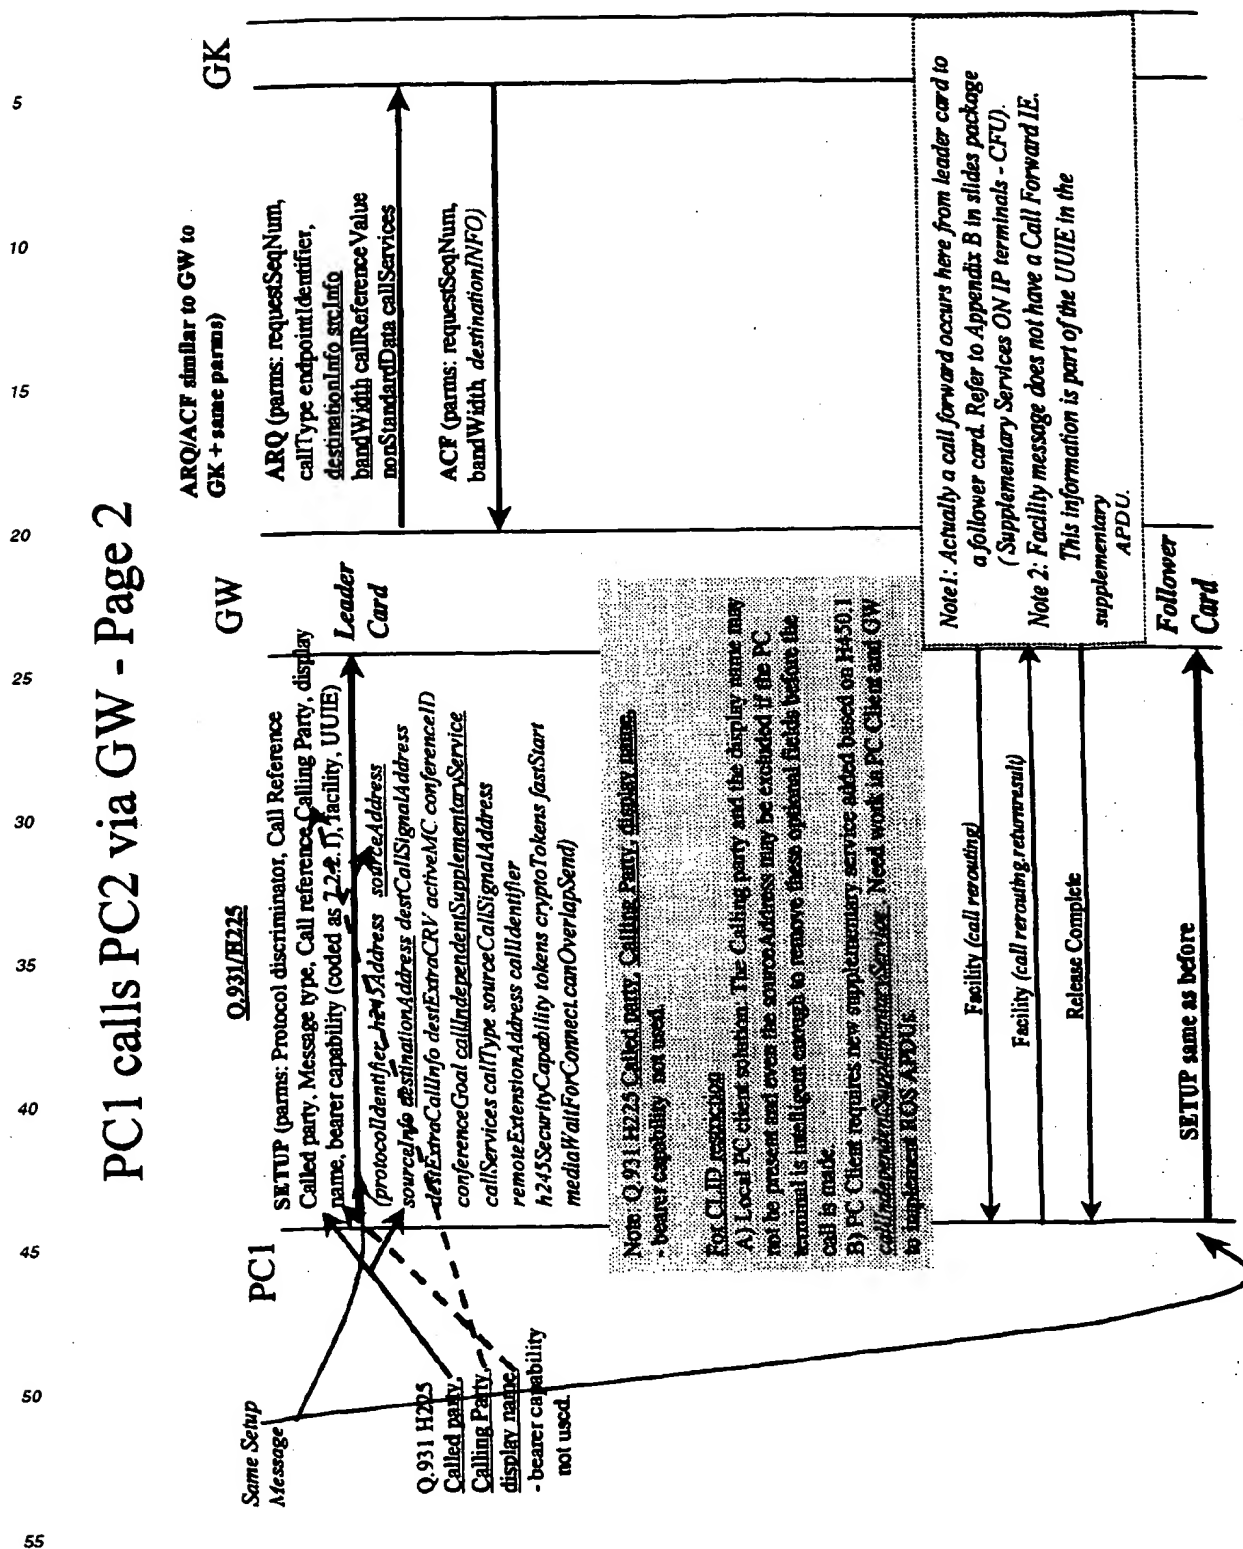 PC1 calls PC2 via GW - Page 2
5
10
15
20
25
30
35
40
45
50
55
PC1
GW
GK
Q.931/H225
ARQ/ACF similar to GW to
GK + same parms)
Same Setup
Message
SETUP (parms: Protocol discriminator, Call Reference
Called party, Message type, Call reference, Calling Party, display
name, bearer capability (coded as 7.2.2.1), facility, UUIE)
Leader
Card
ARQ (parms: requestSeqNum,
callType endpointIdentifier,
destinationInfo srcInfo
bandWidth callReferenceValue
nonStandardData callServices
(protocolIdentifier h245Address sourceAddress
sourceInfo destinationAddress destCallSignalAddress
destExtraCallInfo destExtraCRV activeMC conferenceID
conferenceGoal callIndependentSupplementaryService
callServices callType sourceCallSignalAddress
remoteExtensionAddress callIdentifier
h245SecurityCapability tokens cryptoTokens fastStart
mediaWaitForConnect.canOverlapSend)
ACF (parms: requestSeqNum,
bandWidth, destinationINFO)
Q.931 H225
Called party,
Calling Party,
display name,
- bearer capability
not used.
Note: Q.931 H225 Called party, Calling Party, display name,
- bearer capability not used.
For CLID restriction
A) Local PC client solution: The Calling party and the display name may
not be present and even the sourceAddress may be excluded if the PC
terminal is intelligent enough to remove these optional fields before the
call is made.
B) PC Client requires new supplementary service added based on H450.1
callIndependentSupplementaryService. Need work in PC Client and GW
to implement ROS APDUs.
Note1: Actually a call forward occurs here from leader card to
a follower card. Refer to Appendix B in slides package
(Supplementary Services ON IP terminals - CFU).
Note 2: Facility message does not have a Call Forward IE.
This information is part of the UUIE in the
supplementary
APDU.
Facility (call rerouting)
Facility (call rerouting.returnresult)
Release Complete
SETUP same as before
Follower
Card